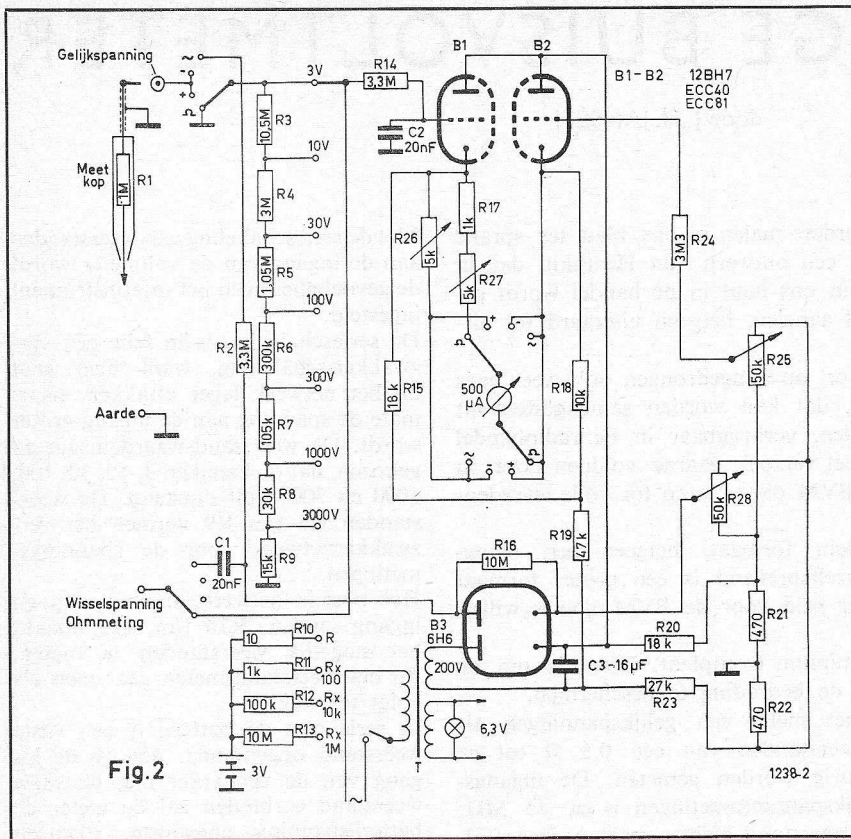 Gelijkspannning
~
-
+
Ω
3V
R14
3,3M
B1
B2
B1-B2
12BH7
ECC40
ECC81
R3
10,5M
C2
20nF
10V
Meet
kop
R1
1M
R4
3M
R17
1k
30V
R26
5k
R24
3M3
R5
1,05M
R27
5k
100V
R2
3,3M
R6
300k
R25
50k
300V
R15
18k
500
µA
R18
10k
Aarde
R7
105k
1000V
R8
30k
R28
50k
3000V
R16
10M
R19
47k
C1
20nF
R9
15k
Wisselspanning
Ohmmeting
B3
6H6
R20
18k
R21
470
10
R10
R
200V
C3-16µF
1k
R11
Rx
100
R23
27k
100k
R12
Rx
10k
R22
470
10M
R13
Rx
1M
6,3V
T
Fig.2
3V
~
1238-2